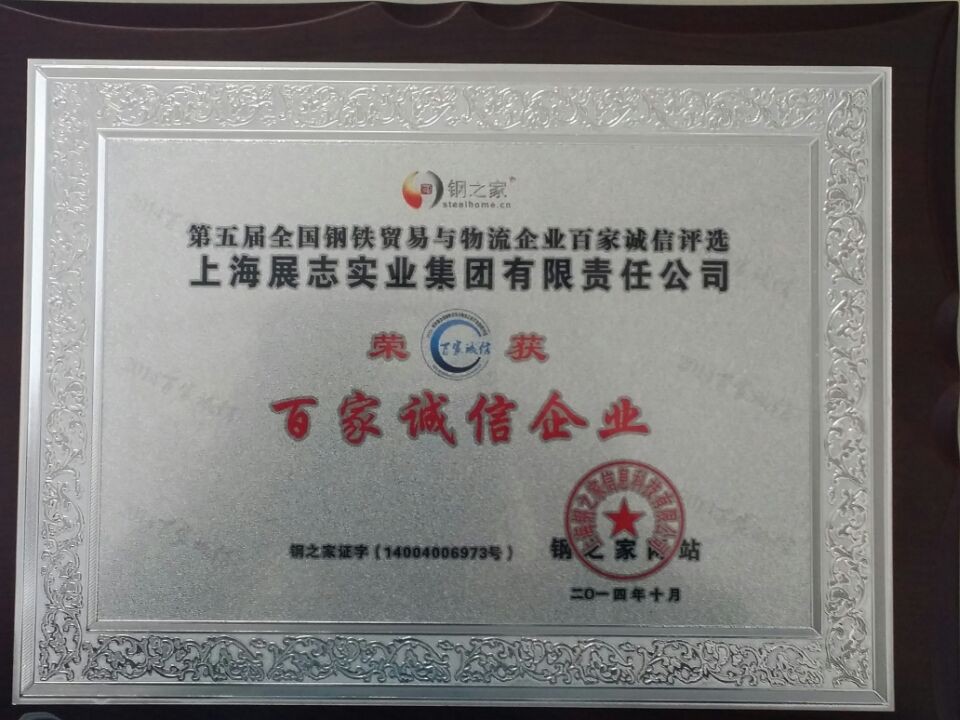 钢之家
steelhome.cn
第五届全国钢铁贸易与物流企业百家诚信评选
上海展志实业集团有限责任公司
荣 百家诚信 获
百家诚信企业
钢之家证字(14004006973号)
钢之家网站
二〇一四年十月